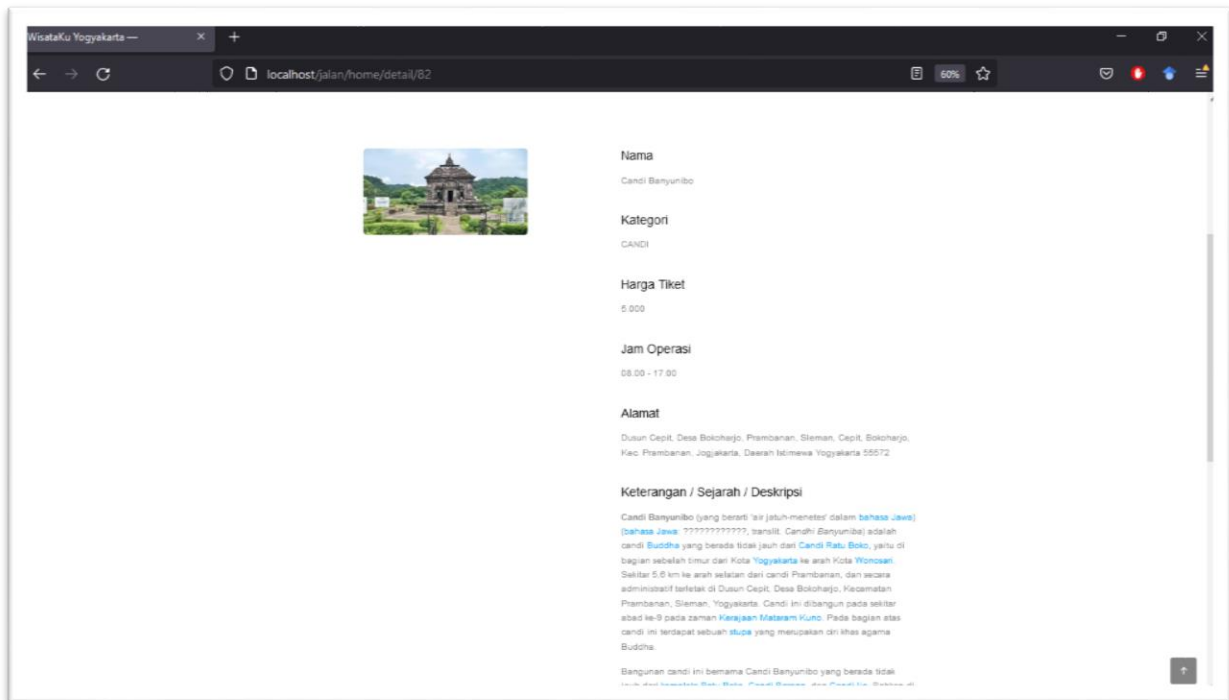 WisataKu Yogyakarta —
localhost/jalan/home/detail/82
60%
Nama
Candi Banyunibo
Kategori
CANDI
Harga Tiket
5.000
Jam Operasi
08.00 - 17.00
Alamat
Dusun Cepit, Desa Bokoharjo, Prambanan, Sleman, Cepit, Bokoharjo,
Kec. Prambanan, Jogjakarta, Daerah Istimewa Yogyakarta 55572
Keterangan / Sejarah / Deskripsi
Candi Banyunibo (yang berarti 'air jatuh-menetes' dalam bahasa Jawa)
(bahasa Jawa: ????????????, translit. Candhi Banyunibo) adalah
candi Buddha yang berada tidak jauh dari Candi Ratu Boko, yaitu di
bagian sebelah timur dari Kota Yogyakarta ke arah Kota Wonosari.
Sekitar 5,6 km ke arah selatan dari candi Prambanan, dan secara
administratif terletak di Dusun Cepit, Desa Bokoharjo, Kecamatan
Prambanan, Sleman, Yogyakarta. Candi ini dibangun pada sekitar
abad ke-9 pada zaman Kerajaan Mataram Kuno. Pada bagian atas
candi ini terdapat sebuah stupa yang merupakan ciri khas agama
Buddha.
Bangunan candi ini bernama Candi Banyunibo yang berada tidak